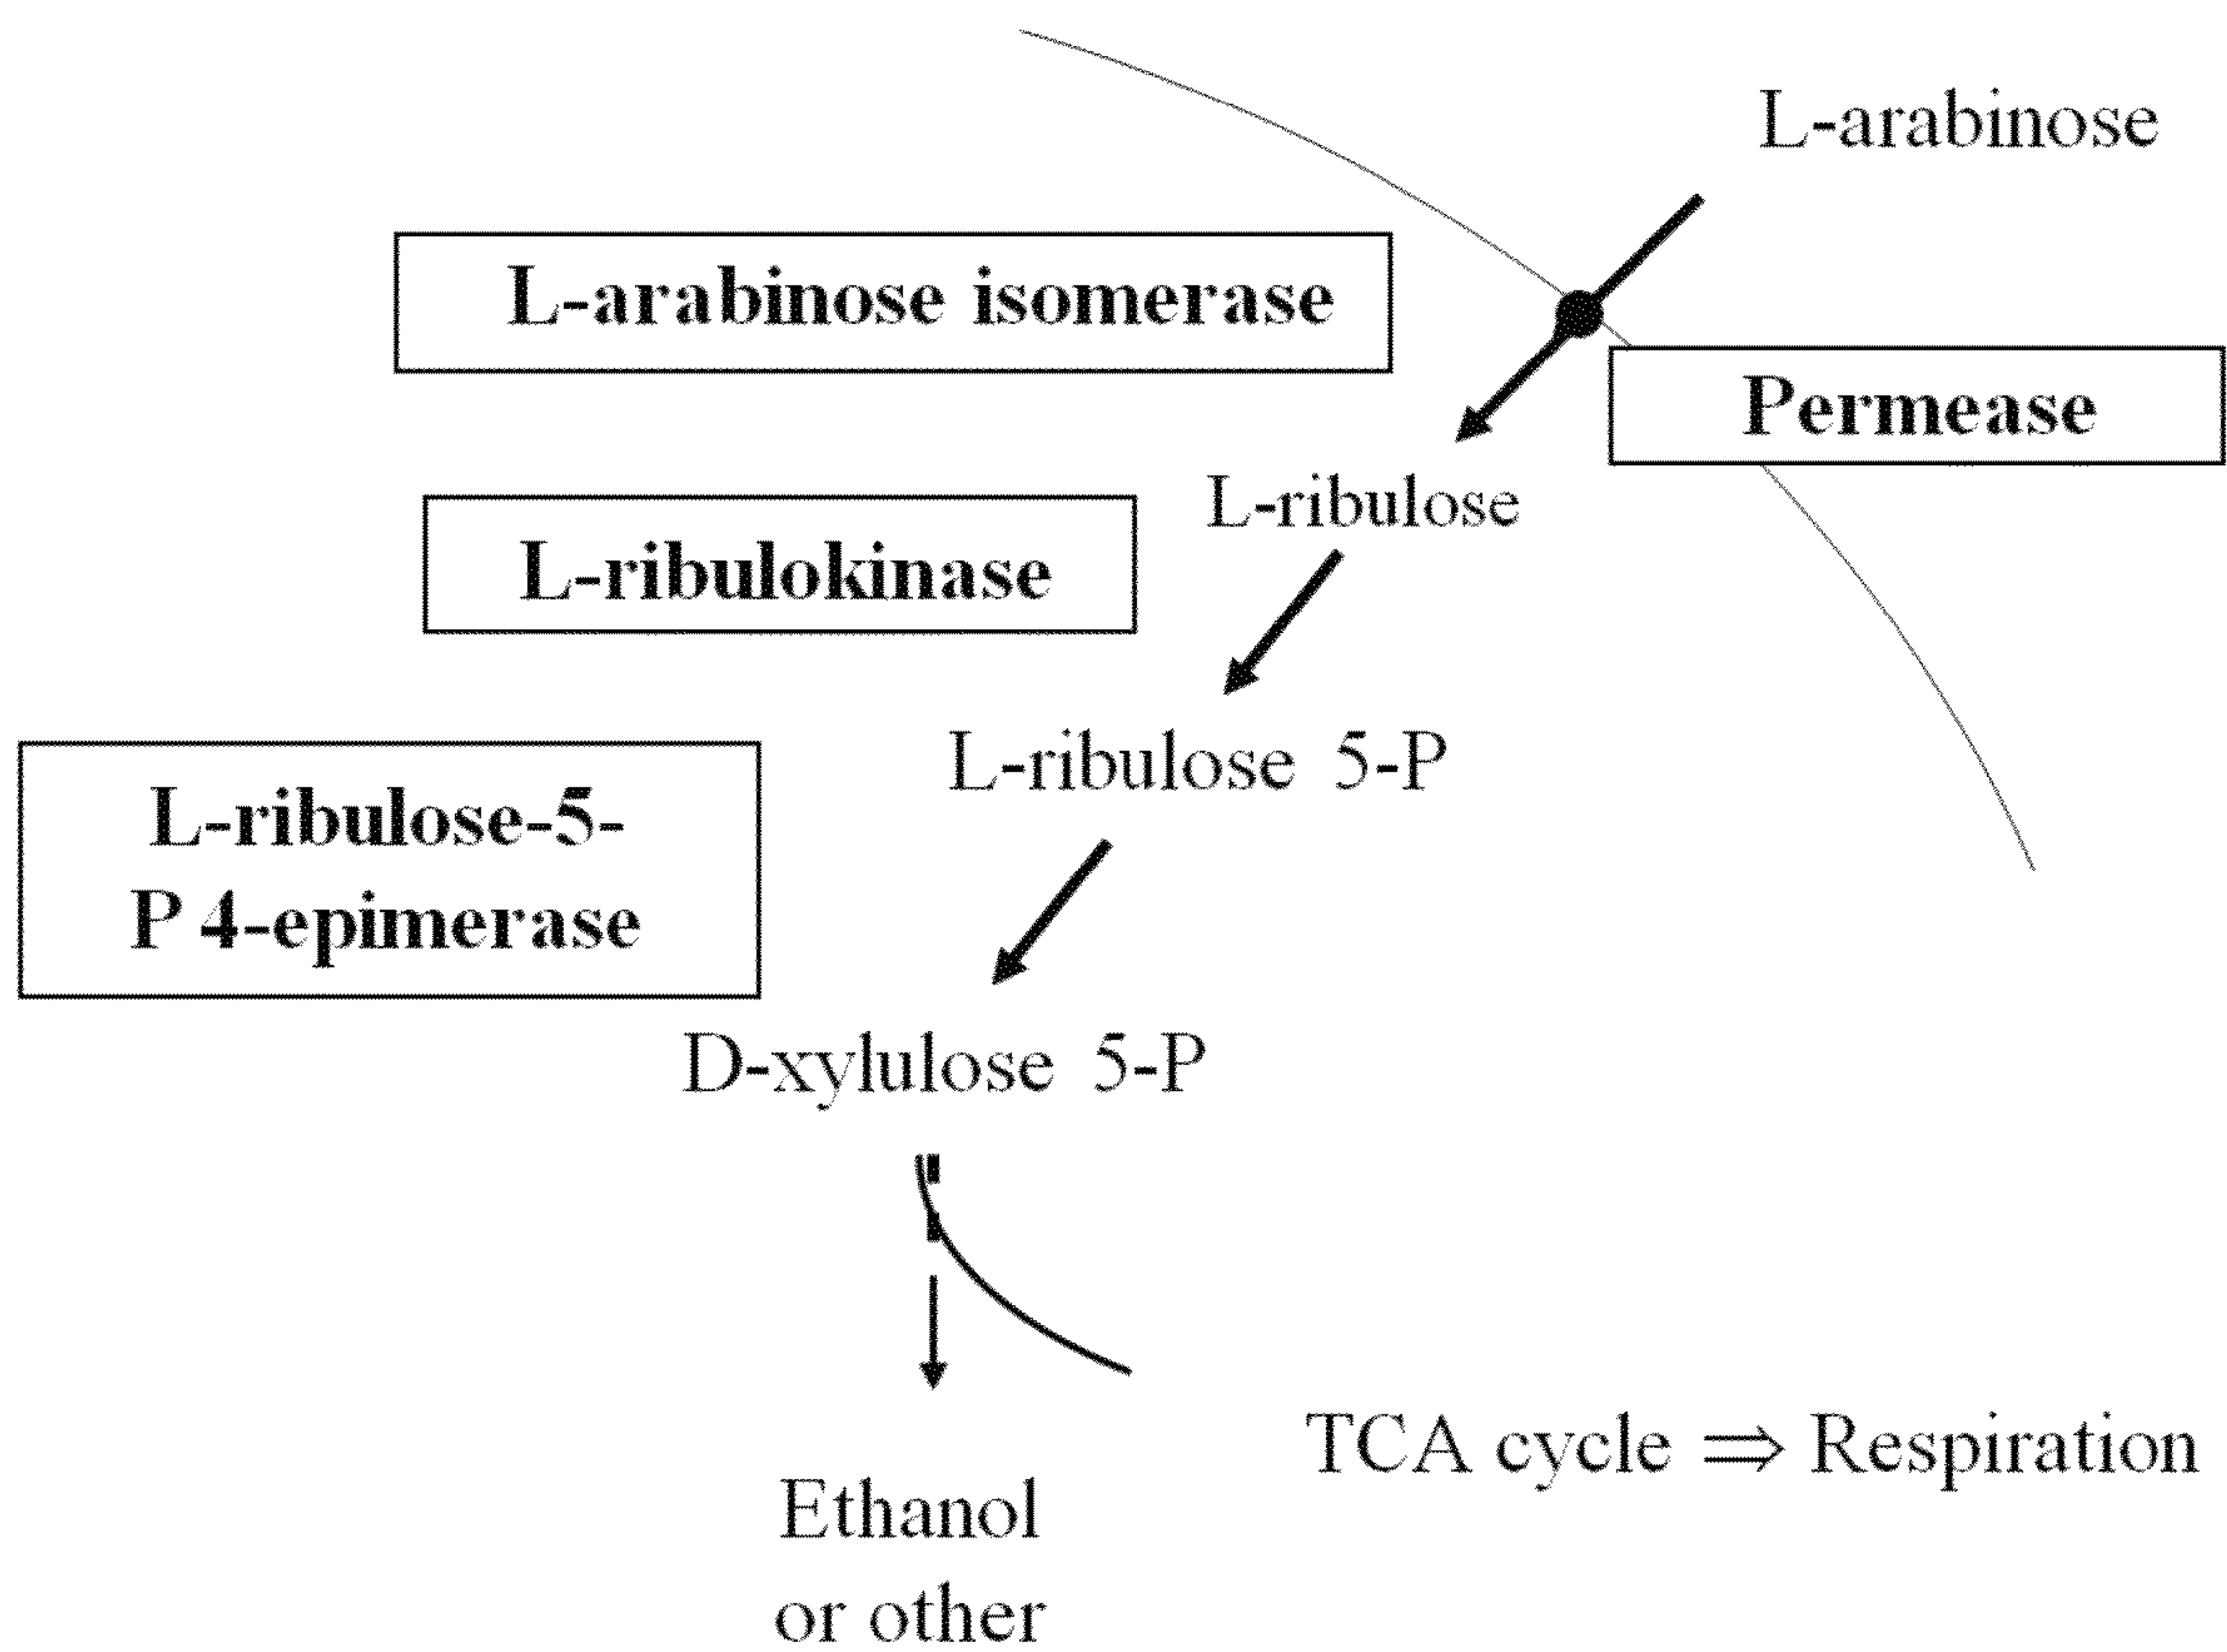 L-arabinose
L-arabinose isomerase
Permease
L-ribulose
L-ribulokinase
L-ribulose 5-P
L-ribulose-5-
P 4-epimerase
D-xylulose 5-P
TCA cycle ⇒ Respiration
Ethanol
or other